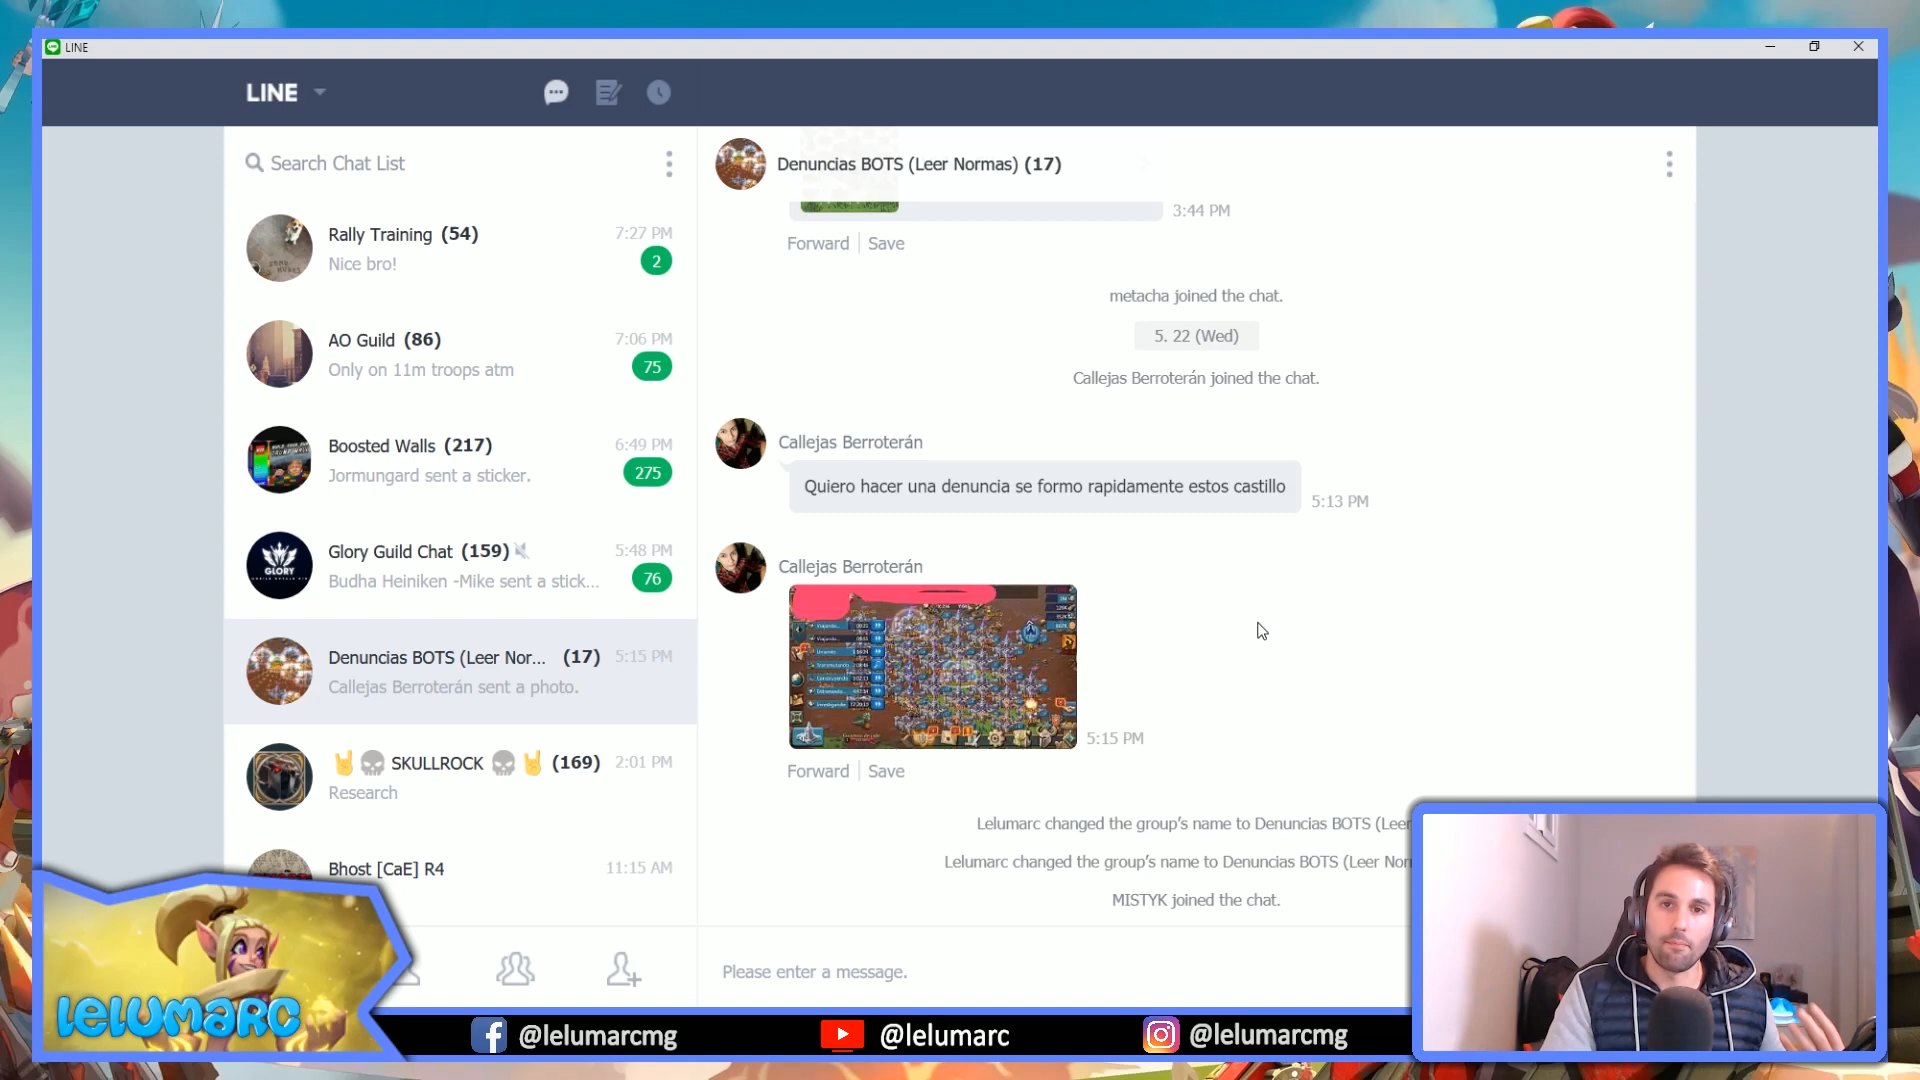 LINE
LINE
Search Chat List
Rally Training (54)
7:27 PM
Nice bro!
2
AO Guild (86)
7:06 PM
Only on 11m troops atm
75
Boosted Walls (217)
6:49 PM
Jormungard sent a sticker.
275
Glory Guild Chat (159)
5:48 PM
Budha Heiniken -Mike sent a stick...
76
GLORY
Denuncias BOTS (Leer Nor... (17)
5:15 PM
Callejas Berroterán sent a photo.
🤘💀 SKULLROCK 💀🤘 (169)
2:01 PM
Research
Bhost [CaE] R4
11:15 AM
Denuncias BOTS (Leer Normas) (17)
3:44 PM
Forward | Save
metacha joined the chat.
5. 22 (Wed)
Callejas Berroterán joined the chat.
Callejas Berroterán
Quiero hacer una denuncia se formo rapidamente estos castillo
5:13 PM
Callejas Berroterán
5:15 PM
Forward | Save
Lelumarc changed the group's name to Denuncias BOTS (Leer
Lelumarc changed the group's name to Denuncias BOTS (Leer Nor
MISTYK joined the chat.
Please enter a message.
LELUMARC
@lelumarcmg
@lelumarc
@lelumarcmg